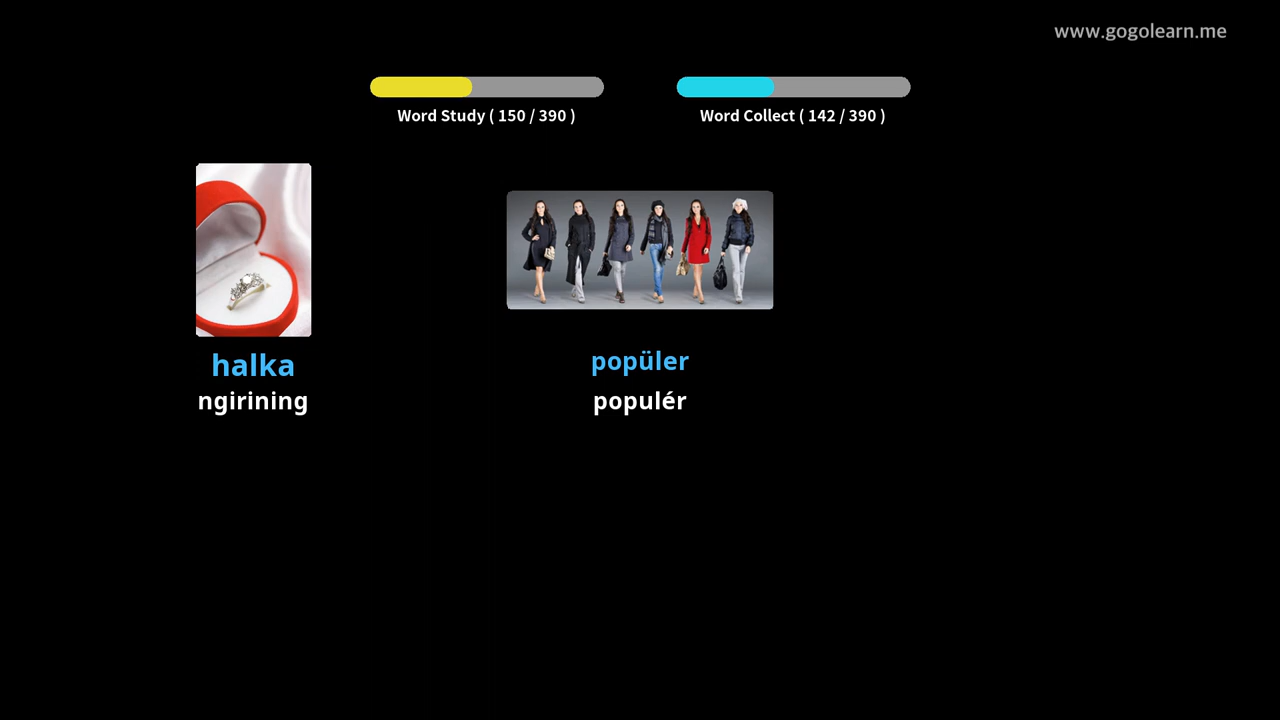 www.gogolearn.me
Word Study ( 150 / 390 )
Word Collect ( 142 / 390 )
halka
ngirining
popüler
populér